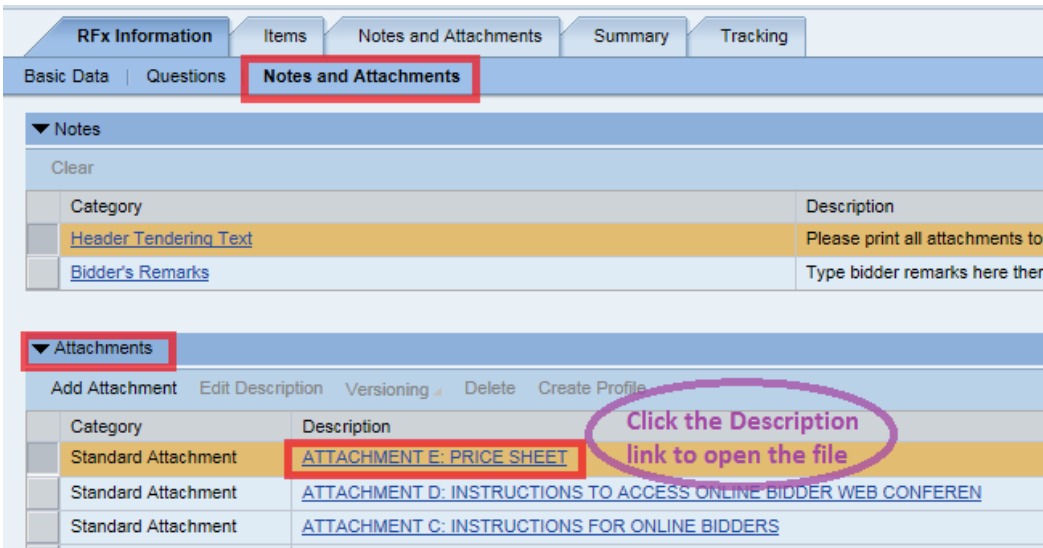 RFx Information Items Notes and Attachments Summary Tracking
Basic Data | Questions Notes and Attachments
Notes
Clear
Category Description
Header Tendering Text Please print all attachments to
Bidder's Remarks Type bidder remarks here ther
Attachments
Add Attachment Edit Description Versioning Delete Create Profile
Category Description
Click the Description
link to open the file
Standard Attachment ATTACHMENT E: PRICE SHEET
Standard Attachment ATTACHMENT D: INSTRUCTIONS TO ACCESS ONLINE BIDDER WEB CONFEREN
Standard Attachment ATTACHMENT C: INSTRUCTIONS FOR ONLINE BIDDERS